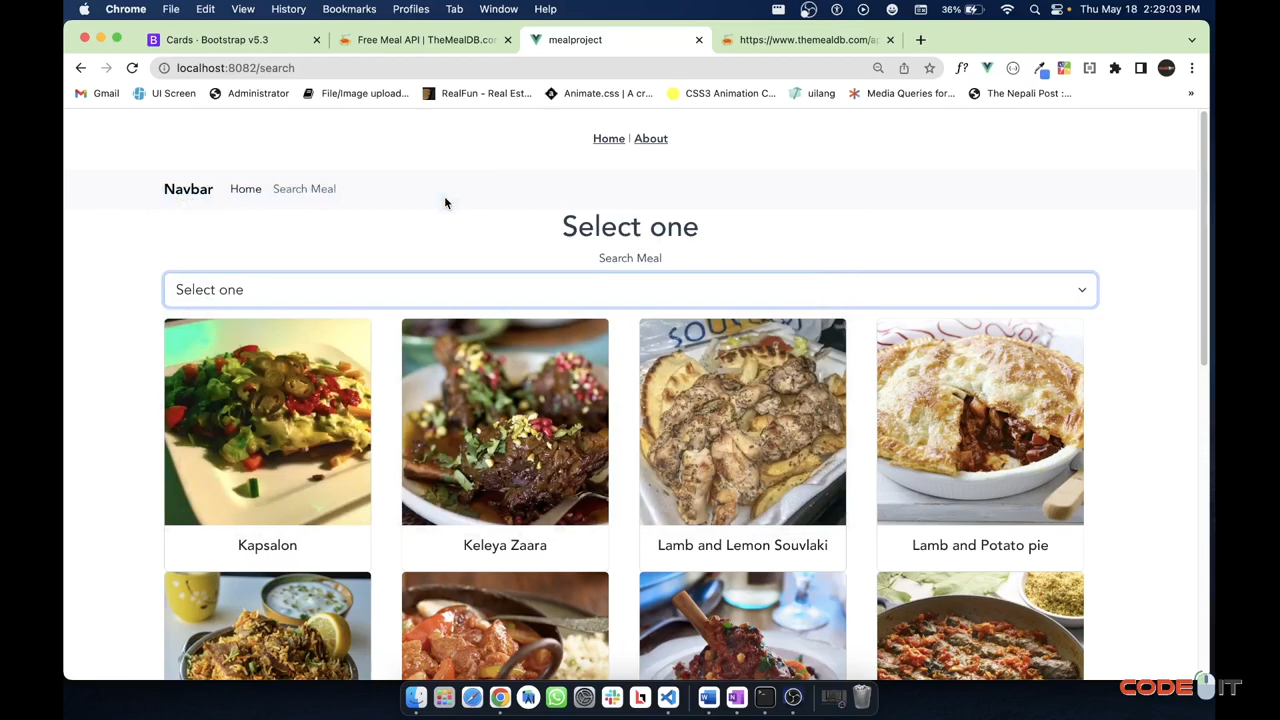 Chrome File Edit View History Bookmarks Profiles Tab Window Help 36% Thu May 18 2:29:03 PM
Cards · Bootstrap v5.3 Free Meal API | TheMealDB.co mealproject https://www.themealdb.com/a
localhost:8082/search
Gmail UI Screen Administrator File/Image upload... RealFun - Real Est... Animate.css | A cr... CSS3 Animation C... uilang Media Queries for... The Nepali Post :... »
Home | About
Navbar Home Search Meal
Select one
Search Meal
Select one
SOUV
Kapsalon Keleya Zaara Lamb and Lemon Souvlaki Lamb and Potato pie
CODE IT